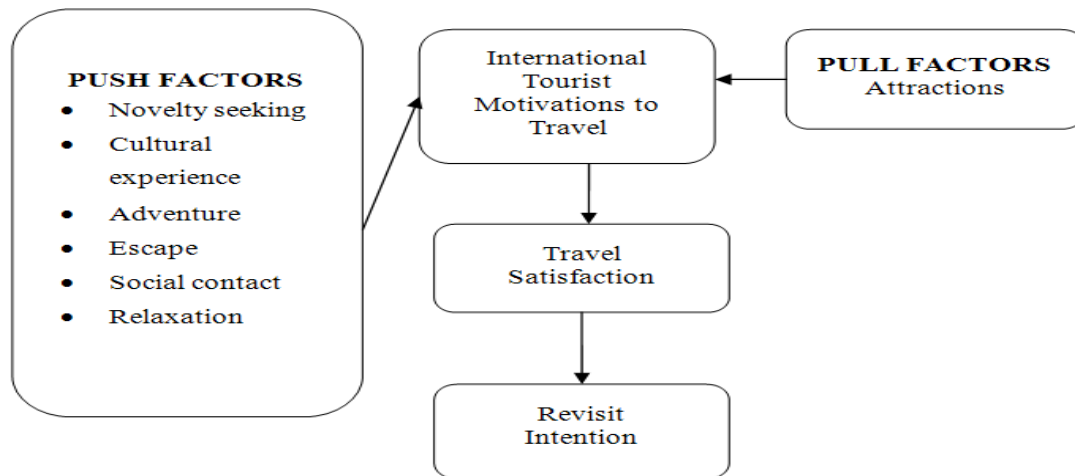 PUSH FACTORS
• Novelty seeking
• Cultural
experience
• Adventure
• Escape
• Social contact
• Relaxation
International
Tourist
Motivations to
Travel
PULL FACTORS
Attractions
Travel
Satisfaction
Revisit
Intention